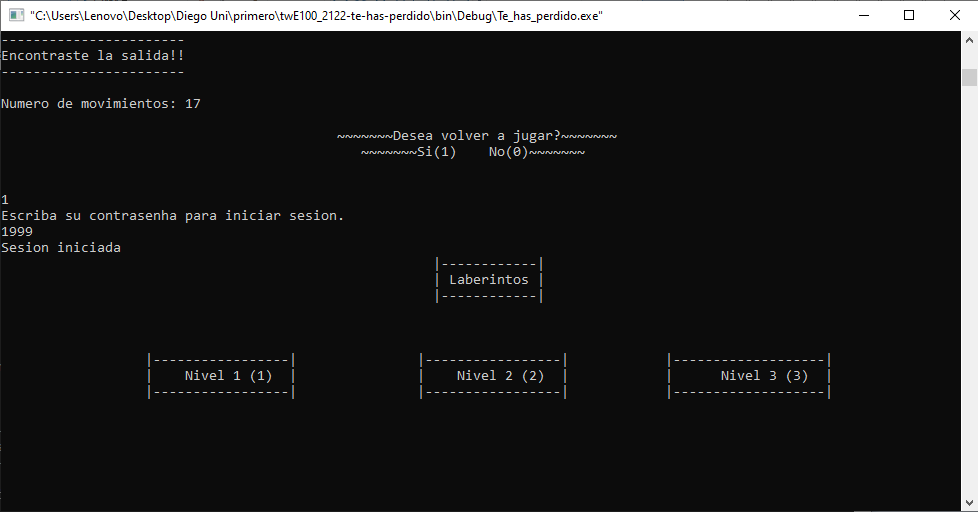 "C:\Users\Lenovo\Desktop\Diego Uni\primero\twE100_2122-te-has-perdido\bin\Debug\Te_has_perdido.exe"
-----------------------
Encontraste la salida!!
-----------------------
Numero de movimientos: 17
~~~~~~~Desea volver a jugar?~~~~~~~
~~~~~~~Si(1)    No(0)~~~~~~~
1
Escriba su contrasenha para iniciar sesion.
1999
Sesion iniciada
|------------|
| Laberintos |
|------------|
|-----------------|               |-----------------|            |-------------------|
|    Nivel 1 (1)  |               |    Nivel 2 (2)  |            |      Nivel 3 (3)  |
|-----------------|               |-----------------|            |-------------------|